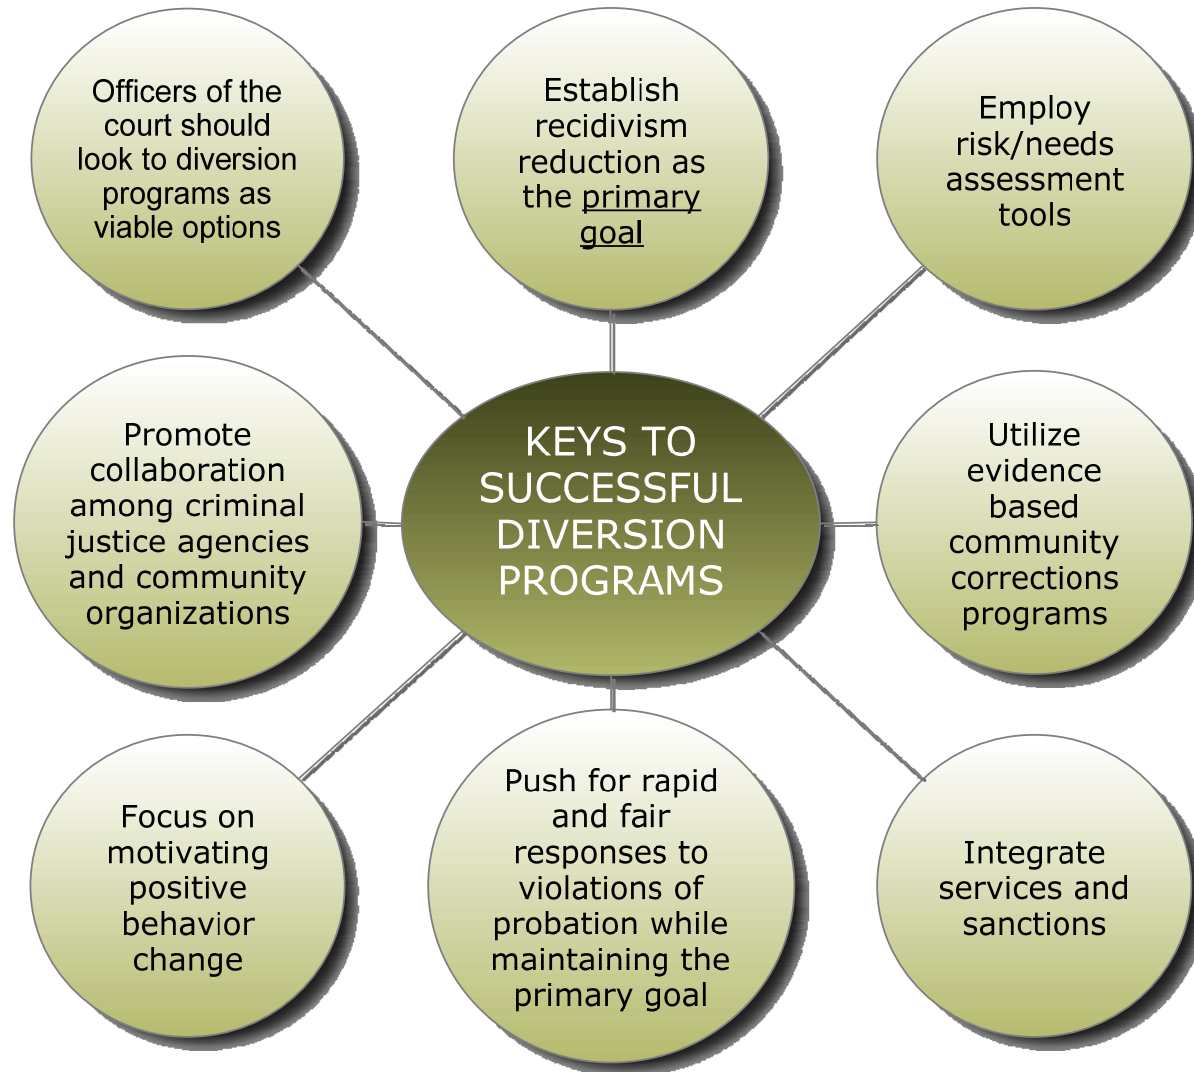 Officers of the
court should
look to diversion
programs as
viable options
Establish
recidivism
reduction as
the primary
goal
Employ
risk/needs
assessment
tools
Promote
collaboration
among criminal
justice agencies
and community
organizations
KEYS TO
SUCCESSFUL
DIVERSION
PROGRAMS
Utilize
evidence
based
community
corrections
programs
Focus on
motivating
positive
behavior
change
Push for rapid
and fair
responses to
violations of
probation while
maintaining the
primary goal
Integrate
services and
sanctions